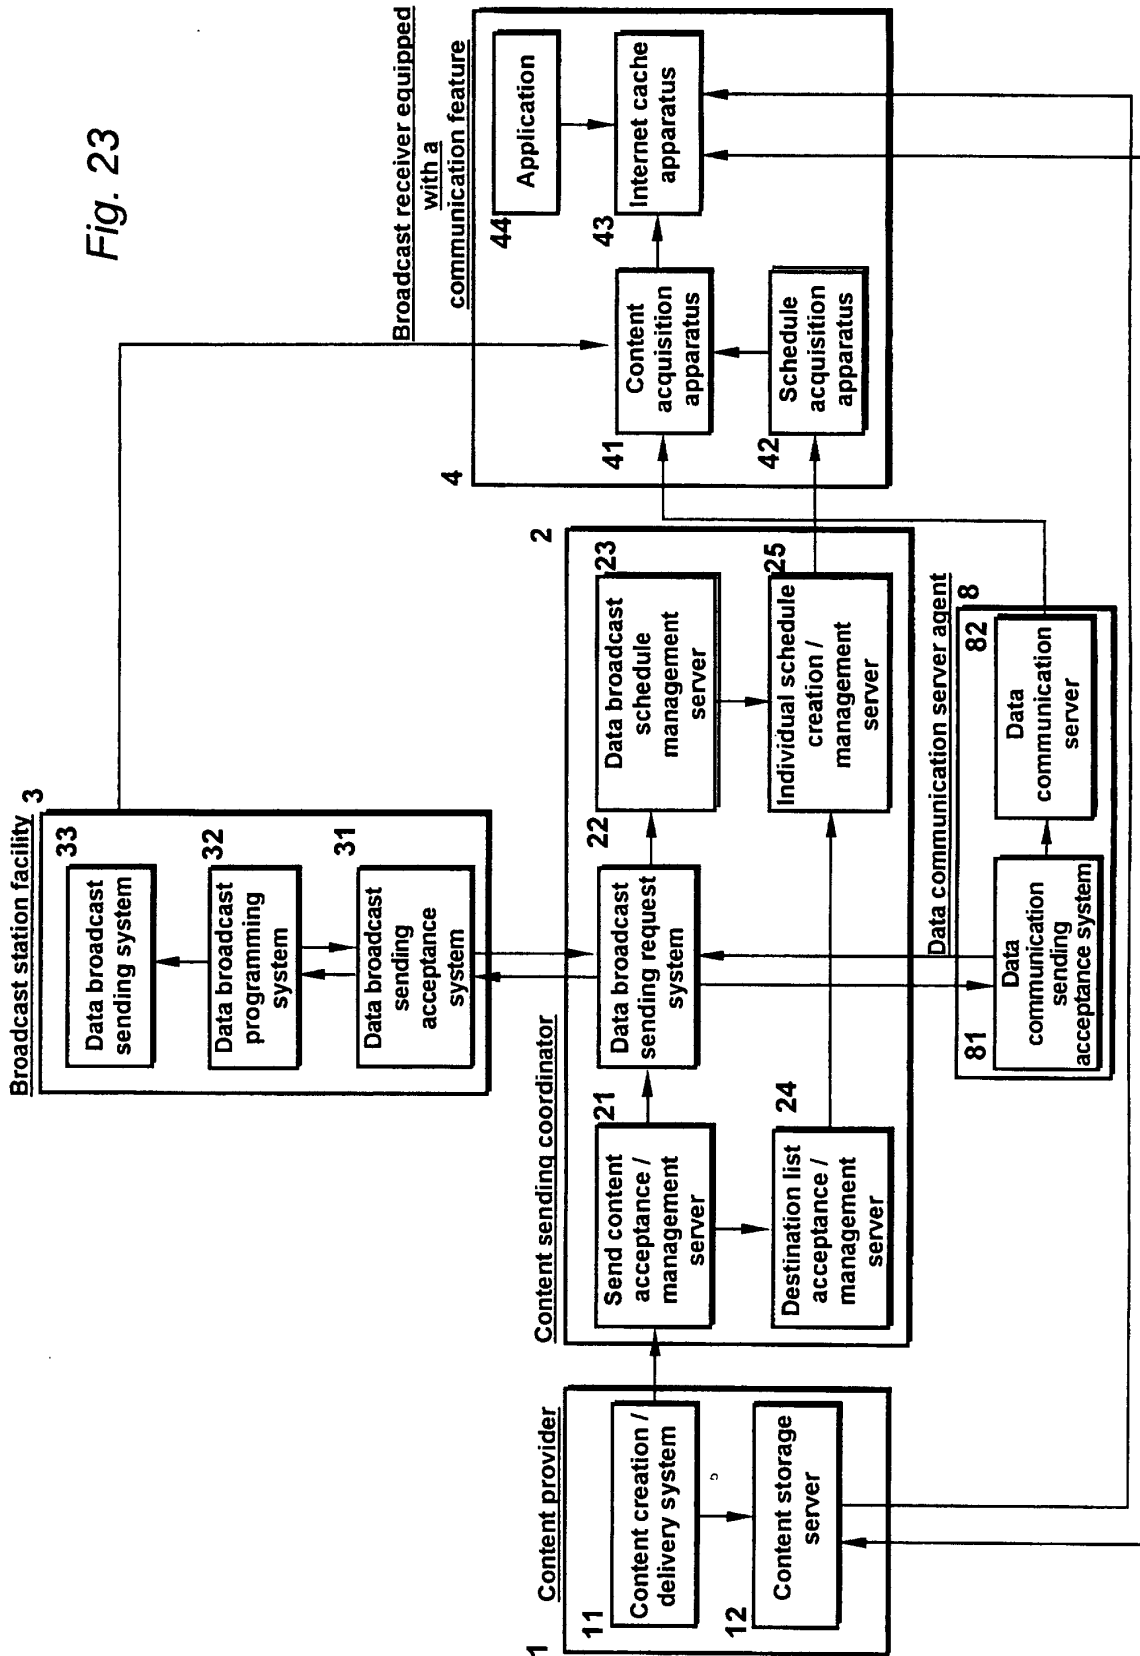 Fig. 23
Broadcast station facility
3
33
Data broadcast
sending system
32
Data broadcast
programming
system
31
Data broadcast
sending
acceptance
system
Broadcast receiver equipped
with a
communication feature
4
44
Application
43
Internet cache
apparatus
41
Content
acquisition
apparatus
42
Schedule
acquisition
apparatus
Content sending coordinator
2
21
Send content
acceptance /
management
server
22
Data broadcast
sending request
system
23
Data broadcast
schedule
management
server
24
Destination list
acceptance /
management
server
25
Individual schedule
creation /
management
server
Content provider
1
11
Content creation /
delivery system
12
Content storage
server
Data communication server agent
8
81
Data
communication
sending
acceptance system
82
Data
communication
server